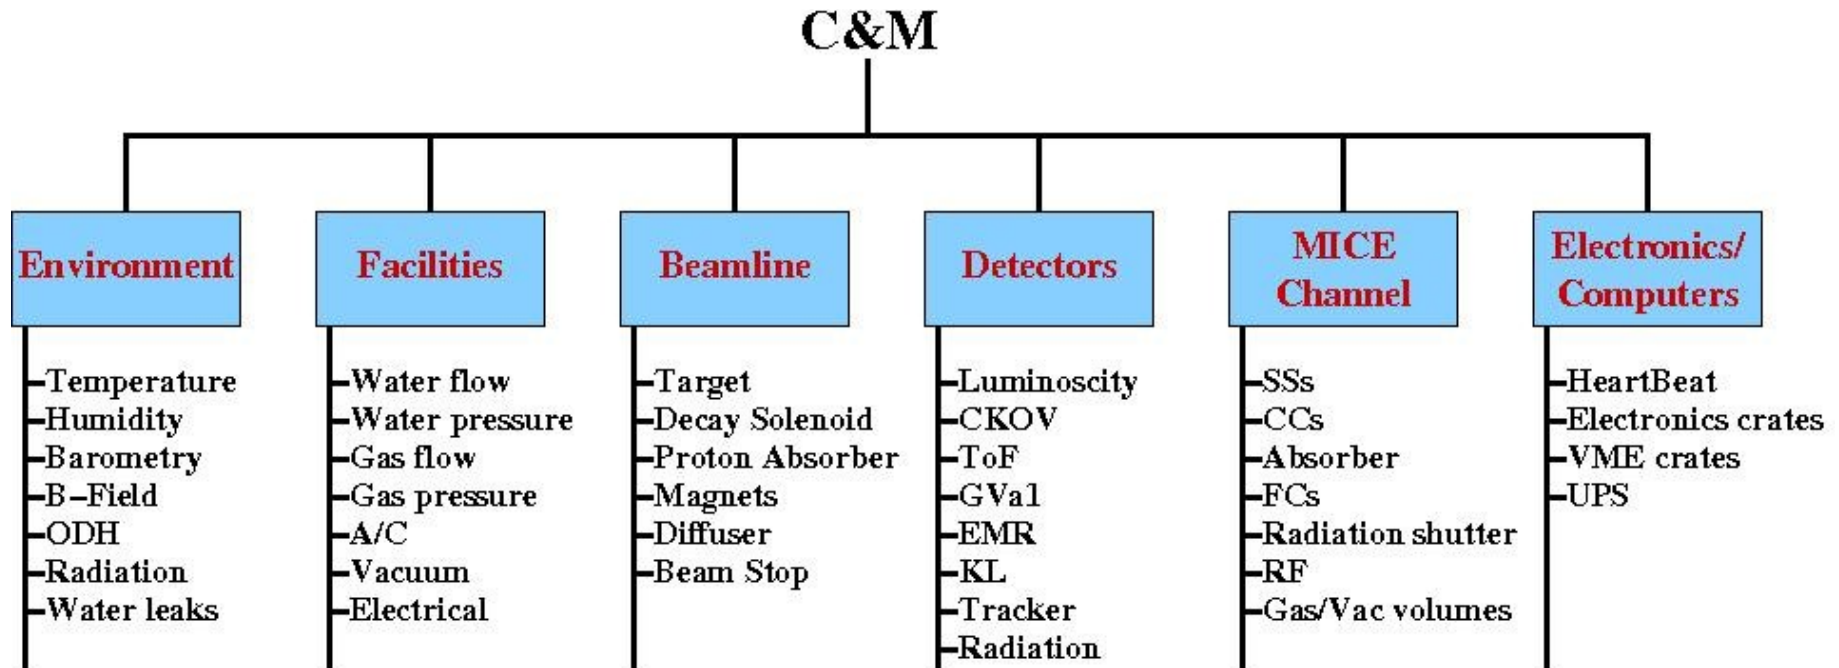 C&M
Environment
Temperature
Humidity
Barometry
B-Field
ODH
Radiation
Water leaks
Facilities
Water flow
Water pressure
Gas flow
Gas pressure
A/C
Vacuum
Electrical
Beamline
Target
Decay Solenoid
Proton Absorber
Magnets
Diffuser
Beam Stop
Detectors
Luminoscity
CKOV
ToF
GVa1
EMR
KL
Tracker
Radiation
MICE
Channel
SSs
CCs
Absorber
FCs
Radiation shutter
RF
Gas/Vac volumes
Electronics/
Computers
HeartBeat
Electronics crates
VME crates
UPS